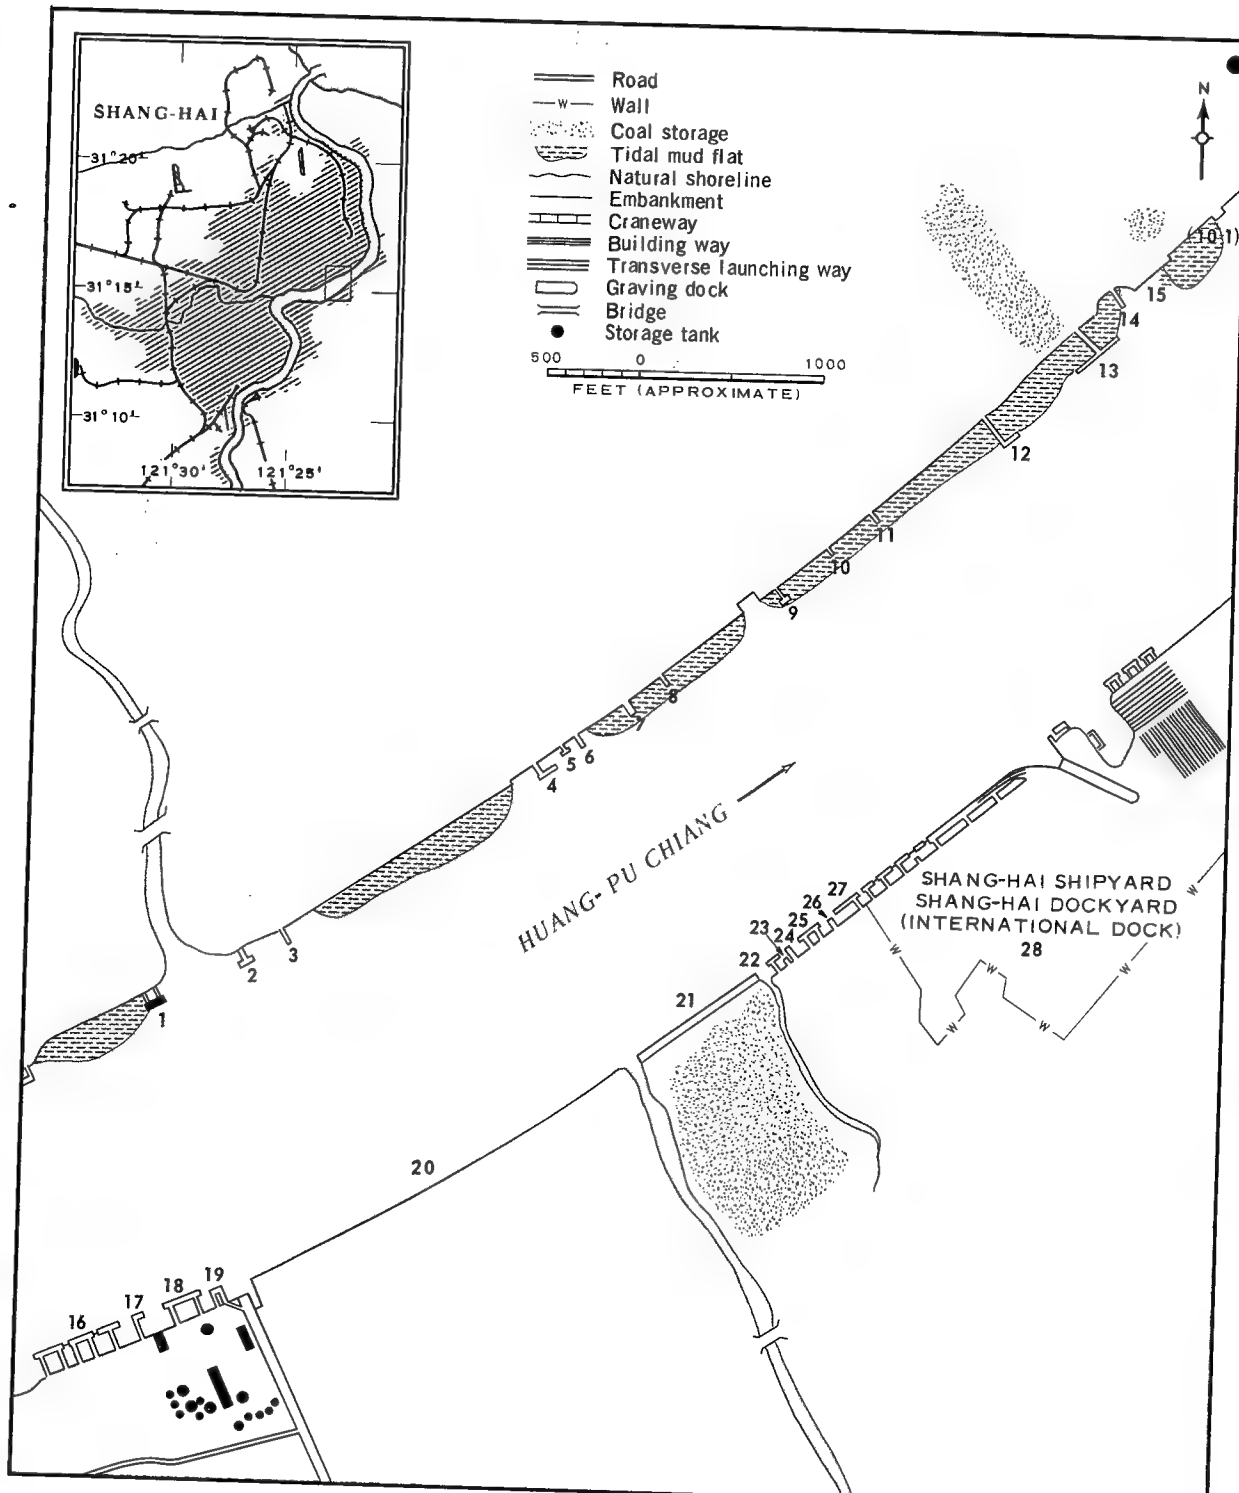 SHANG-HAI
31°20'
31°15'
31°10'
121°30'
121°25'
Road
W
Wall
Coal storage
Tidal mud flat
Natural shoreline
Embankment
Craneway
Building way
Transverse launching way
Graving dock
Bridge
Storage tank
500
0
1000
FEET (APPROXIMATE)
N
(10 1)
15
14
13
12
11
10
9
8
7
6
5
4
3
2
1
HUANG-PU CHIANG
SHANG-HAI SHIPYARD
SHANG-HAI DOCKYARD
(INTERNATIONAL DOCK)
28
W
W
W
W
W
W
27
26
25
24
23
22
21
20
19
18
17
16